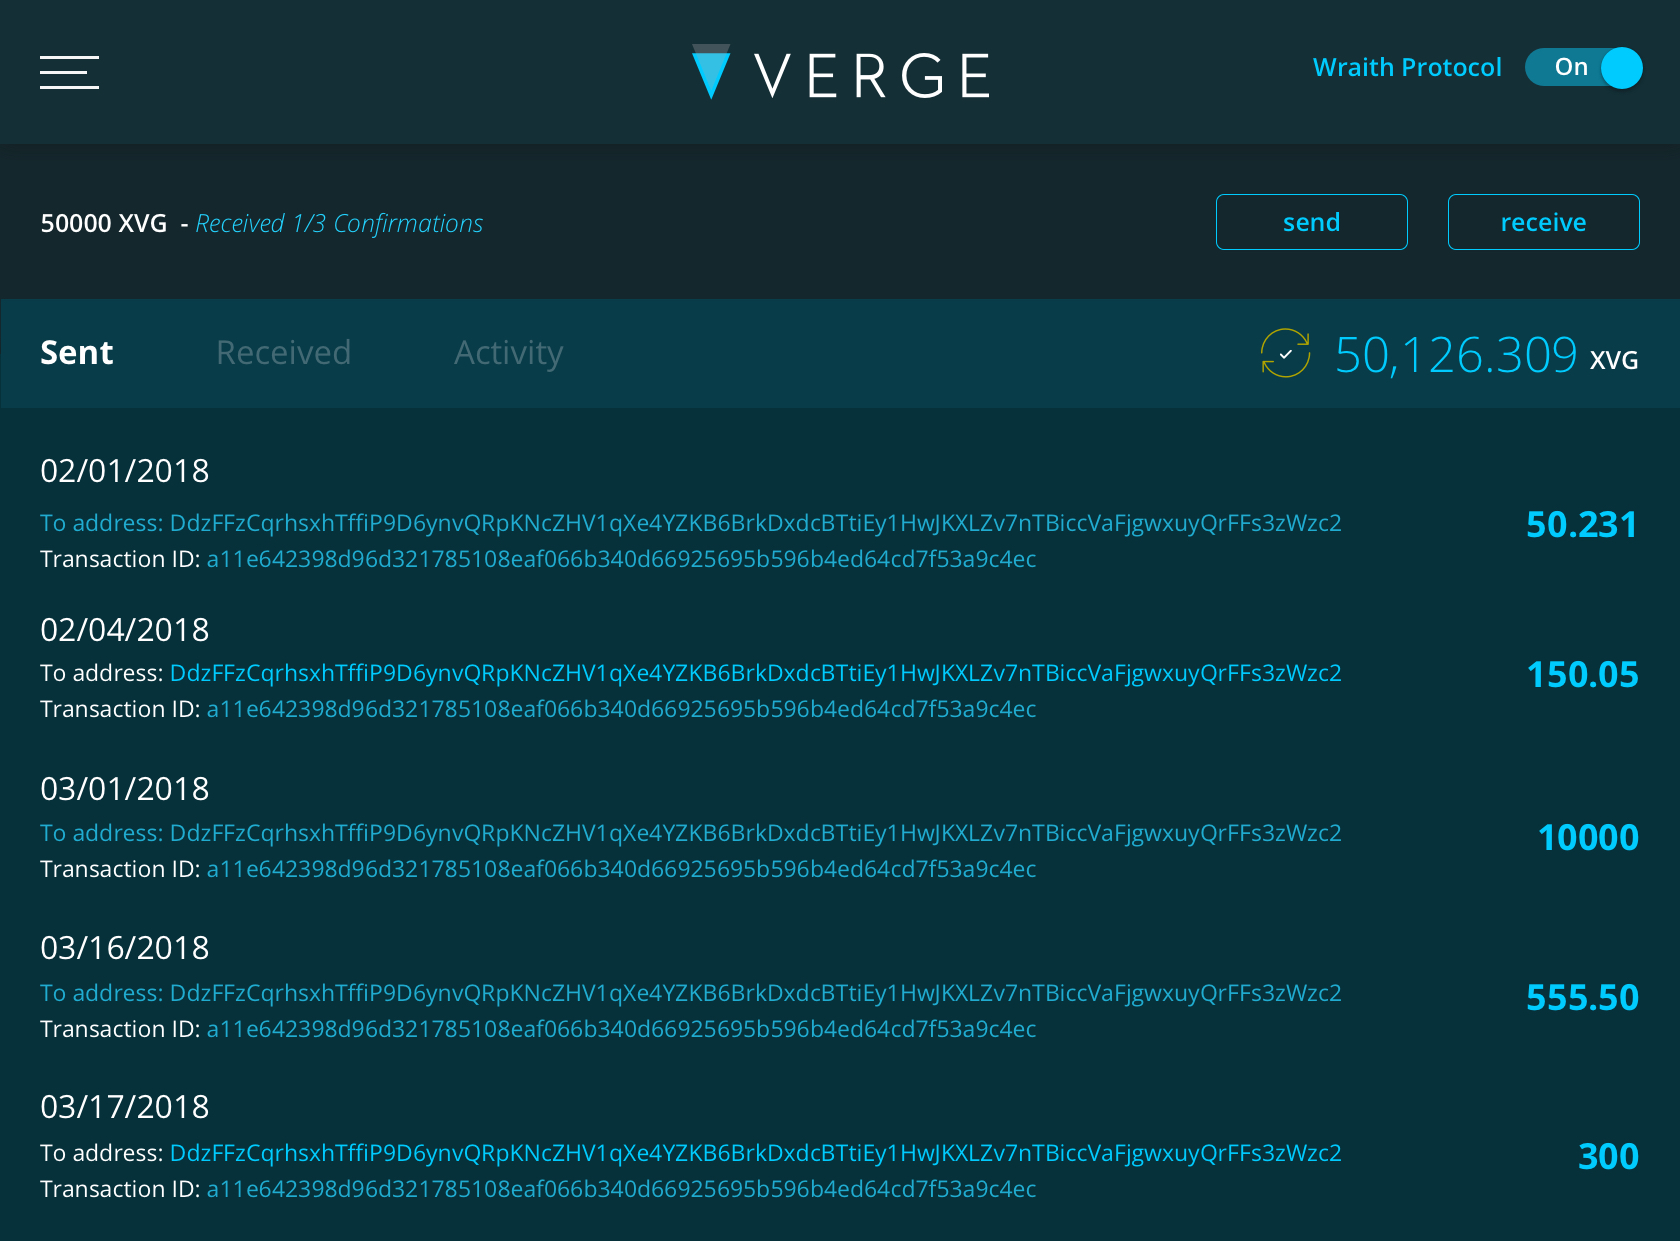 VERGE
Wraith Protocol On
50000 XVG - Received 1/3 Confirmations
send receive
Sent Received Activity
50,126.309 XVG
02/01/2018
To address: DdzFFzCqrhsxhTffiP9D6ynvQRpKNcZHV1qXe4YZKB6BrkDxdcBTtiEy1HwJKXLZv7nTBiccVaFjgwxuyQrFFs3zWzc2
50.231
Transaction ID: a11e642398d96d321785108eaf066b340d66925695b596b4ed64cd7f53a9c4ec
02/04/2018
To address: DdzFFzCqrhsxhTffiP9D6ynvQRpKNcZHV1qXe4YZKB6BrkDxdcBTtiEy1HwJKXLZv7nTBiccVaFjgwxuyQrFFs3zWzc2
150.05
Transaction ID: a11e642398d96d321785108eaf066b340d66925695b596b4ed64cd7f53a9c4ec
03/01/2018
To address: DdzFFzCqrhsxhTffiP9D6ynvQRpKNcZHV1qXe4YZKB6BrkDxdcBTtiEy1HwJKXLZv7nTBiccVaFjgwxuyQrFFs3zWzc2
10000
Transaction ID: a11e642398d96d321785108eaf066b340d66925695b596b4ed64cd7f53a9c4ec
03/16/2018
To address: DdzFFzCqrhsxhTffiP9D6ynvQRpKNcZHV1qXe4YZKB6BrkDxdcBTtiEy1HwJKXLZv7nTBiccVaFjgwxuyQrFFs3zWzc2
555.50
Transaction ID: a11e642398d96d321785108eaf066b340d66925695b596b4ed64cd7f53a9c4ec
03/17/2018
To address: DdzFFzCqrhsxhTffiP9D6ynvQRpKNcZHV1qXe4YZKB6BrkDxdcBTtiEy1HwJKXLZv7nTBiccVaFjgwxuyQrFFs3zWzc2
300
Transaction ID: a11e642398d96d321785108eaf066b340d66925695b596b4ed64cd7f53a9c4ec